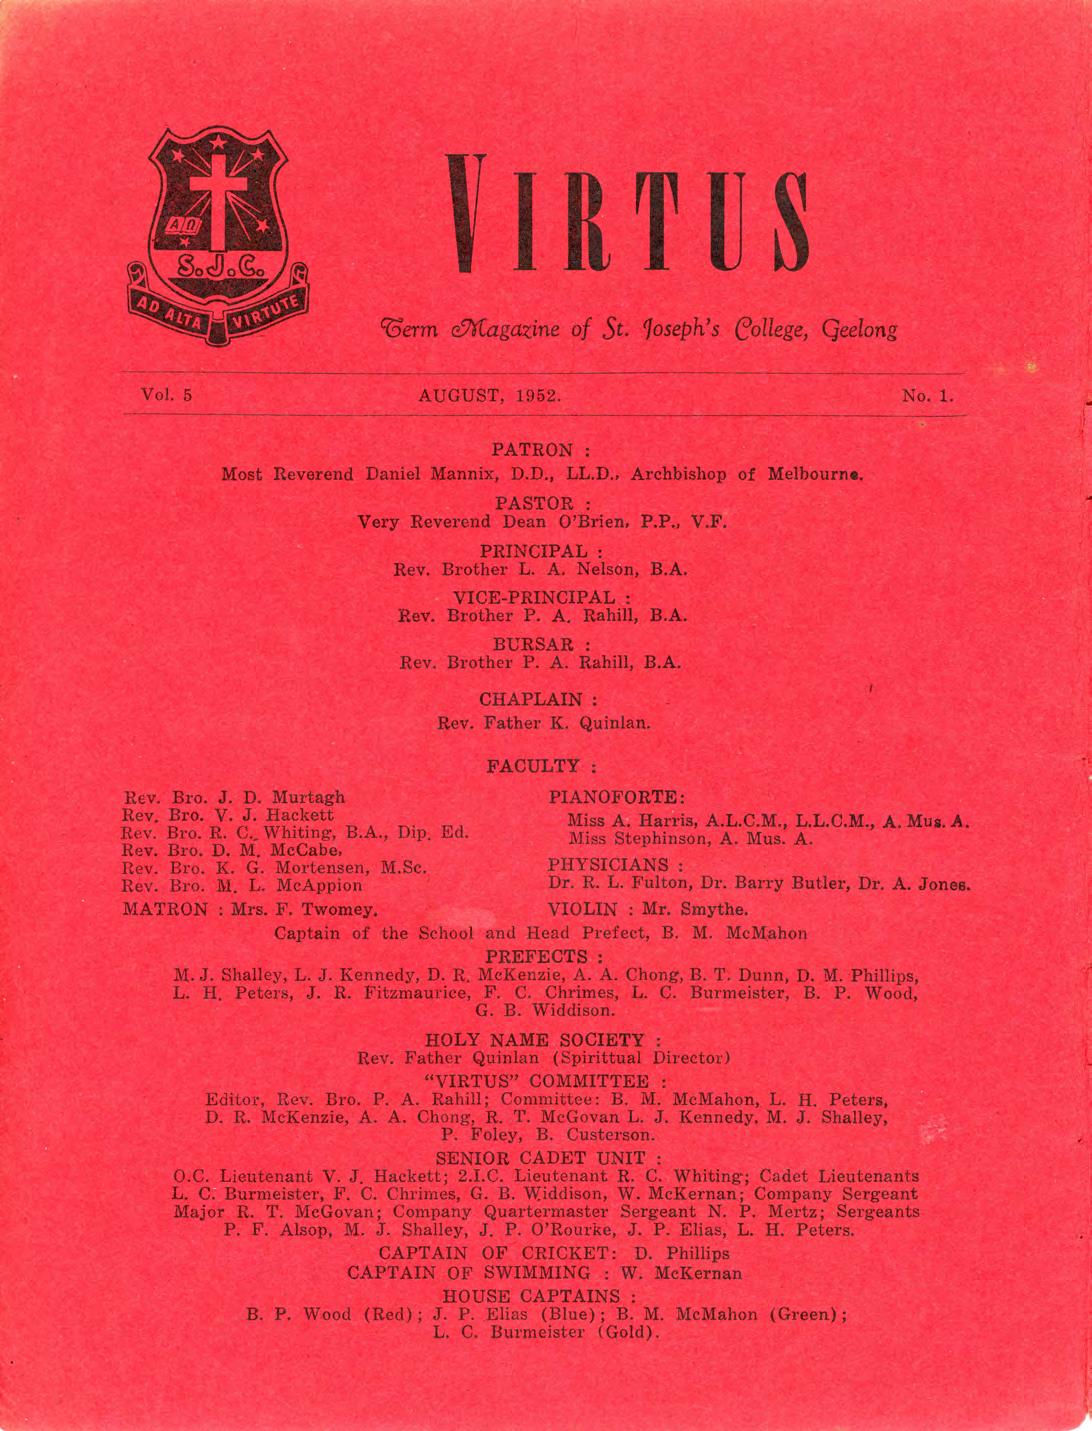 ΑΩ
S.J.C.
AD ALTA VIRTUTE
VIRTUS
Term Magazine of St. Joseph's College, Geelong
Vol. 5 AUGUST, 1952. No. 1.
PATRON :
Most Reverend Daniel Mannix, D.D., LL.D., Archbishop of Melbourne.
PASTOR :
Very Reverend Dean O'Brien, P.P., V.F.
PRINCIPAL :
Rev. Brother L. A. Nelson, B.A.
VICE-PRINCIPAL :
Rev. Brother P. A. Rahill, B.A.
BURSAR :
Rev. Brother P. A. Rahill, B.A.
CHAPLAIN :
Rev. Father K. Quinlan.
FACULTY :
Rev. Bro. J. D. Murtagh
Rev. Bro. V. J. Hackett
Rev. Bro. R. C. Whiting, B.A., Dip. Ed.
Rev. Bro. D. M. McCabe,
Rev. Bro. K. G. Mortensen, M.Sc.
Rev. Bro. M. L. McAppion
MATRON : Mrs. F. Twomey.
PIANOFORTE:
Miss A. Harris, A.L.C.M., L.L.C.M., A. Mus. A.
Miss Stephinson, A. Mus. A.
PHYSICIANS :
Dr. R. L. Fulton, Dr. Barry Butler, Dr. A. Jones.
VIOLIN : Mr. Smythe.
Captain of the School and Head Prefect, B. M. McMahon
PREFECTS :
M. J. Shalley, L. J. Kennedy, D. R. McKenzie, A. A. Chong, B. T. Dunn, D. M. Phillips,
L. H. Peters, J. R. Fitzmaurice, F. C. Chrimes, L. C. Burmeister, B. P. Wood,
G. B. Widdison.
HOLY NAME SOCIETY :
Rev. Father Quinlan (Spirittual Director)
"VIRTUS" COMMITTEE :
Editor, Rev. Bro. P. A. Rahill; Committee: B. M. McMahon, L. H. Peters,
D. R. McKenzie, A. A. Chong, R. T. McGovan L. J. Kennedy, M. J. Shalley,
P. Foley, B. Custerson.
SENIOR CADET UNIT :
O.C. Lieutenant V. J. Hackett; 2.I.C. Lieutenant R. C. Whiting; Cadet Lieutenants
L. C. Burmeister, F. C. Chrimes, G. B. Widdison, W. McKernan; Company Sergeant
Major R. T. McGovan; Company Quartermaster Sergeant N. P. Mertz; Sergeants
P. F. Alsop, M. J. Shalley, J. P. O'Rourke, J. P. Elias, L. H. Peters.
CAPTAIN OF CRICKET: D. Phillips
CAPTAIN OF SWIMMING : W. McKernan
HOUSE CAPTAINS :
B. P. Wood (Red); J. P. Elias (Blue); B. M. McMahon (Green);
L. C. Burmeister (Gold).